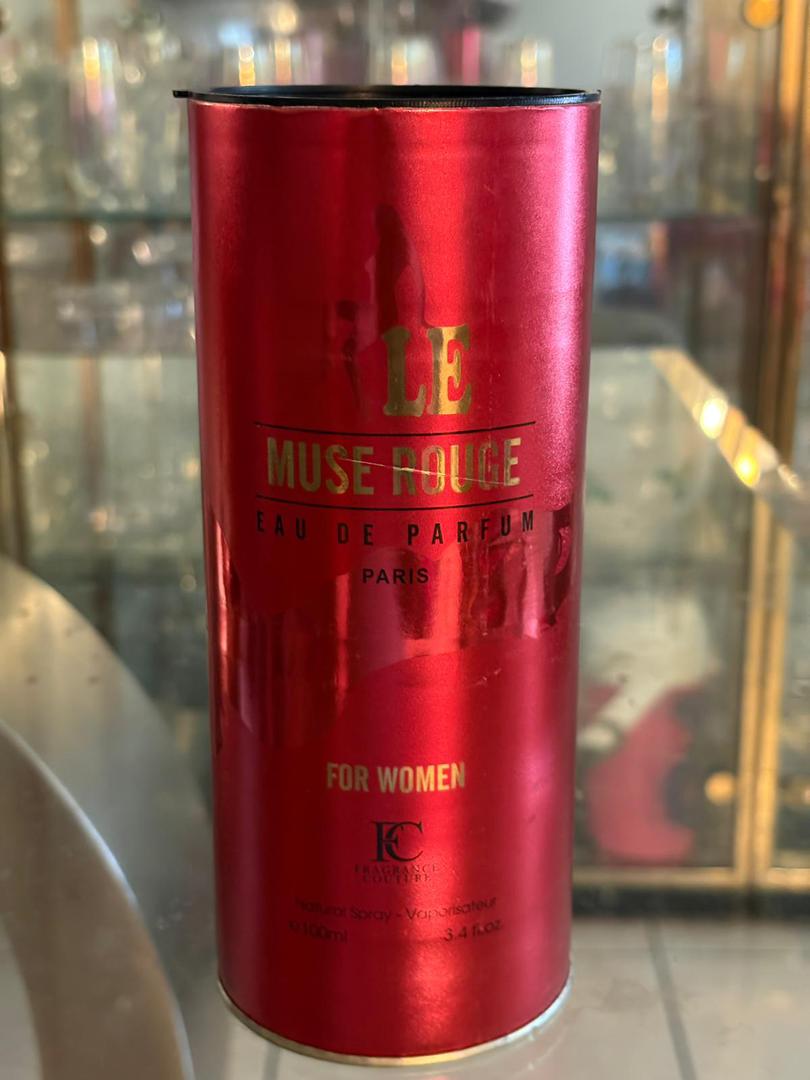 LE
MUSE ROUGE
EAU DE PARFUM
PARIS
FOR WOMEN
FC
FRAGRANCE
COUTURE
Natural Spray - Vaporisateur
e100ml 3.4 fl.oz.